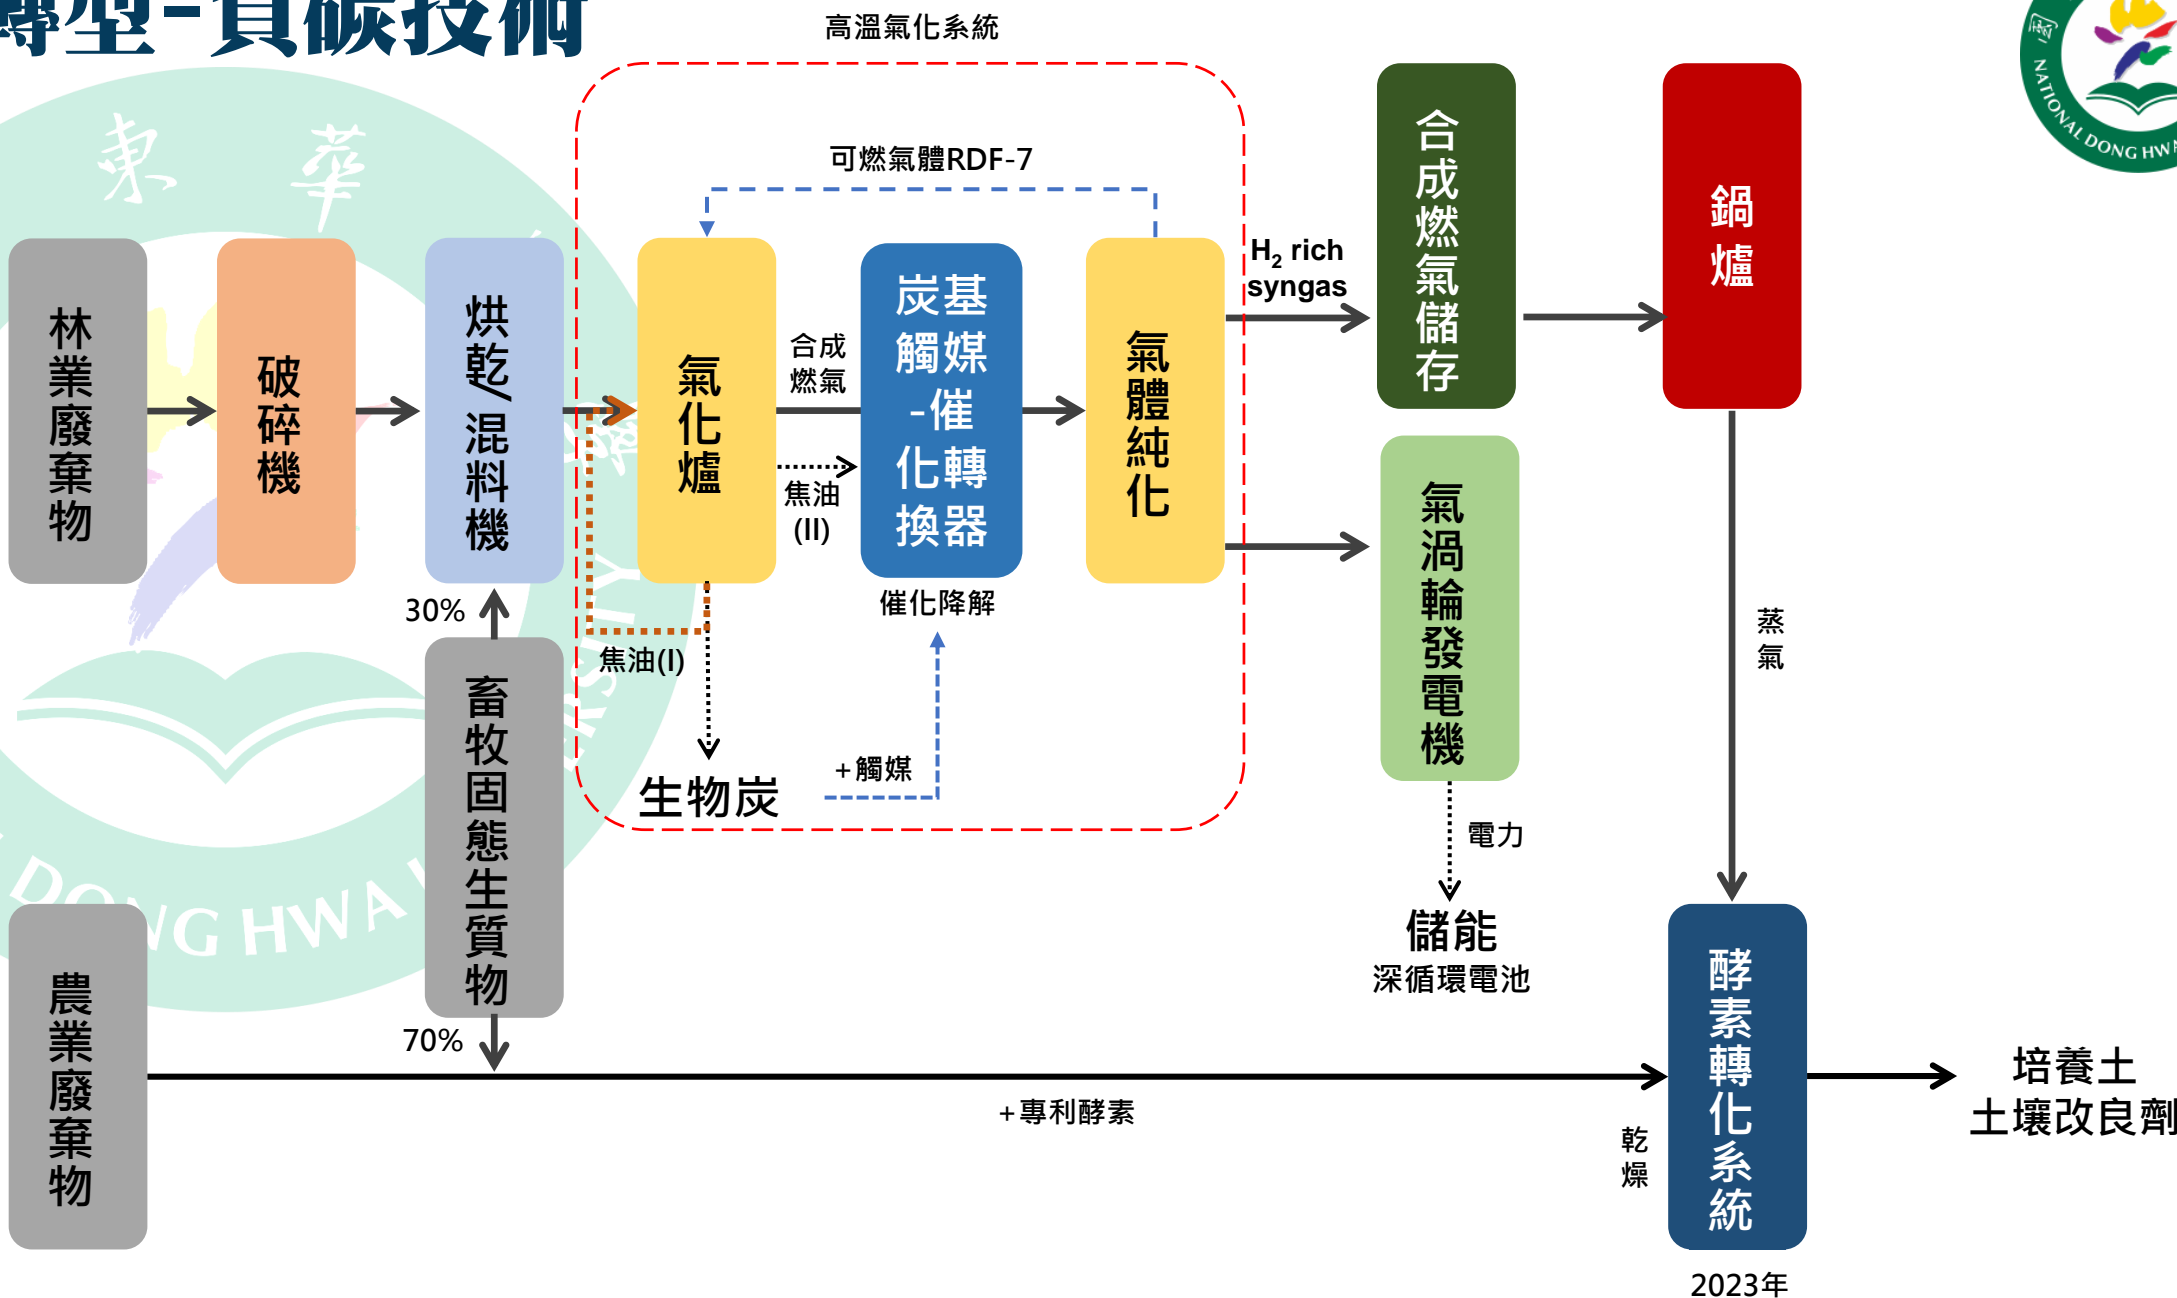 轉型-負碳技術
高溫氣化系統
NATIONAL DONG HWA
東 華
可燃氣體RDF-7
林業廢棄物
破碎機
烘乾/混料機
氣化爐
合成
燃氣
焦油
(II)
炭基
觸媒
-催
化轉
換器
催化降解
氣體純化
H₂ rich
syngas
合成燃氣儲存
鍋爐
30%
焦油(I)
畜牧固態生質物
生物炭
+觸媒
氣渦輪發電機
蒸氣
電力
儲能
深循環電池
70%
DONG HWA
農業廢棄物
+專利酵素
乾燥
酵素轉化系統
培養土
土壤改良劑
2023年